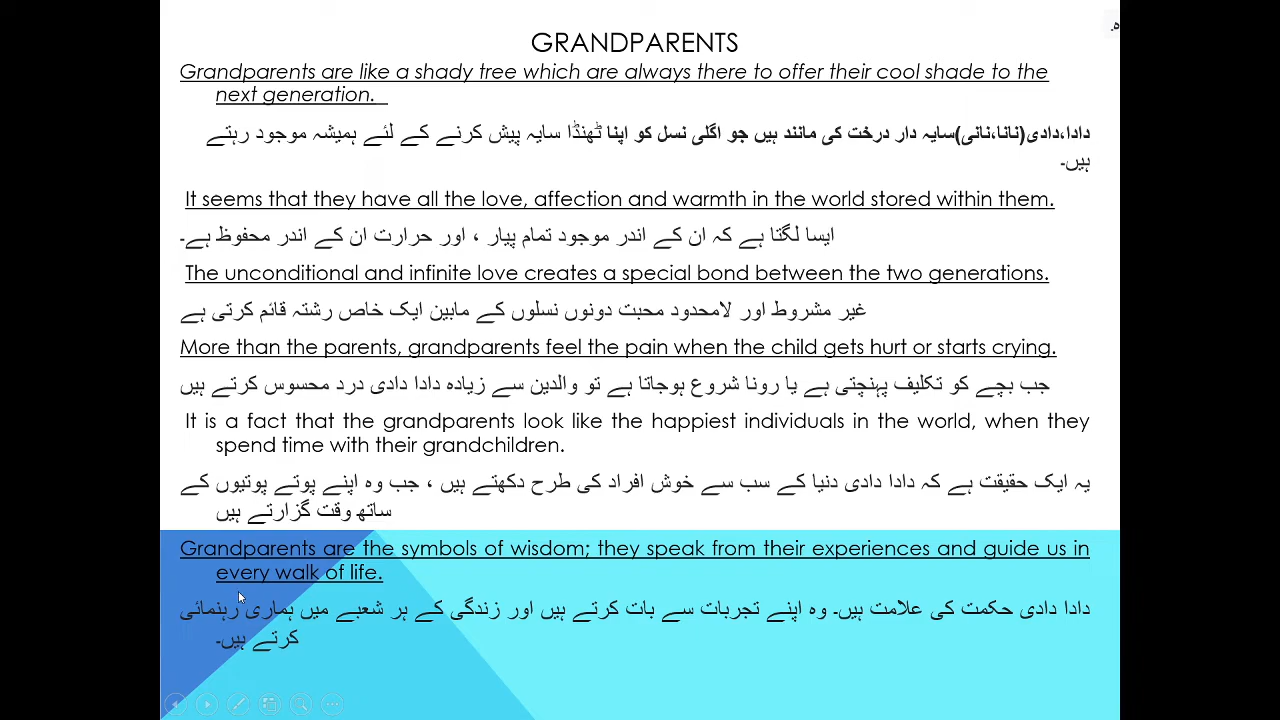 ہ
GRANDPARENTS
Grandparents are like a shady tree which are always there to offer their cool shade to the
next generation.
دادا،دادی(نانا،نانی)سایہ دار درخت کی مانند ہیں جو اگلی نسل کو اپنا ٹھنڈا سایہ پیش کرنے کے لئے ہمیشہ موجود رہتے
ہیں۔
It seems that they have all the love, affection and warmth in the world stored within them.
ایسا لگتا ہے کہ ان کے اندر موجود تمام پیار ، اور حرارت ان کے اندر محفوظ ہے۔
The unconditional and infinite love creates a special bond between the two generations.
غیر مشروط اور لامحدود محبت دونوں نسلوں کے مابین ایک خاص رشتہ قائم کرتی ہے
More than the parents, grandparents feel the pain when the child gets hurt or starts crying.
جب بچے کو تکلیف پہنچتی ہے یا رونا شروع ہوجاتا ہے تو والدین سے زیادہ دادا دادی درد محسوس کرتے ہیں
It is a fact that the grandparents look like the happiest individuals in the world, when they
spend time with their grandchildren.
یہ ایک حقیقت ہے کہ دادا دادی دنیا کے سب سے خوش افراد کی طرح دکھتے ہیں ، جب وہ اپنے پوتے پوتیوں کے
ساتھ وقت گزارتے ہیں
Grandparents are the symbols of wisdom; they speak from their experiences and guide us in
every walk of life.
دادا دادی حکمت کی علامت ہیں۔ وہ اپنے تجربات سے بات کرتے ہیں اور زندگی کے ہر شعبے میں ہماری رہنمائی
کرتے ہیں۔